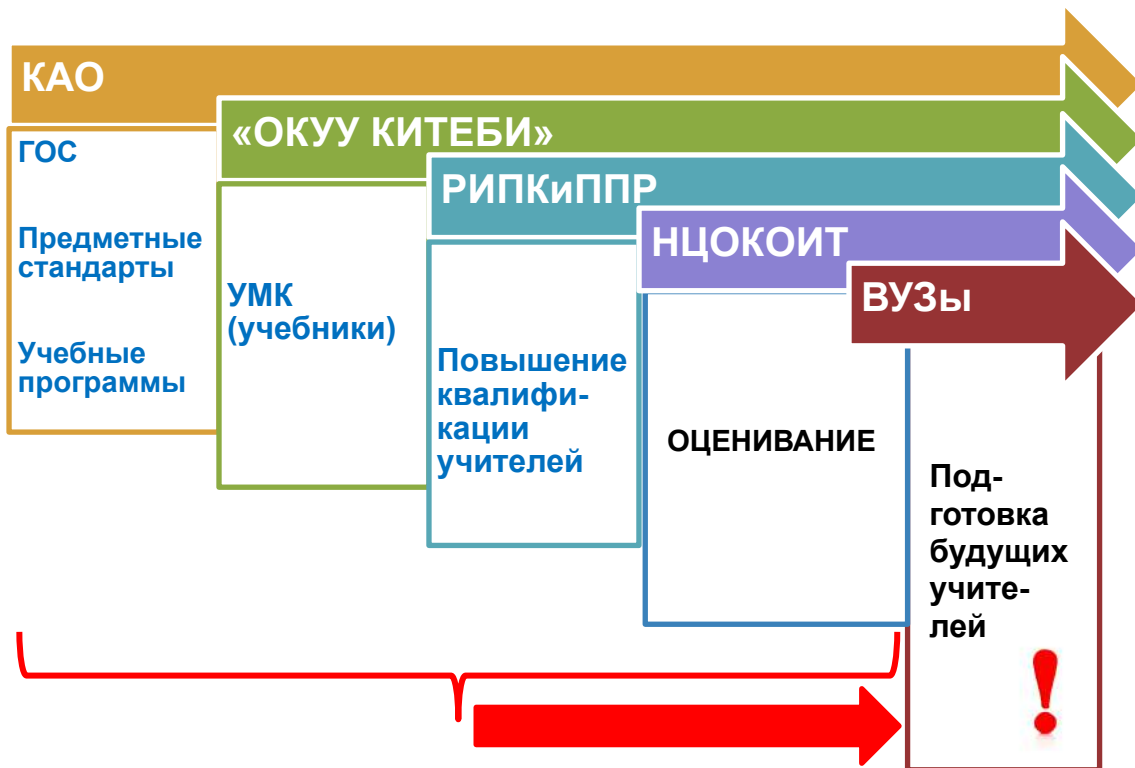 КАО
ГОС
Предметные
стандарты
Учебные
программы
«ОКУУ КИТЕБИ»
УМК
(учебники)
РИПКиППР
Повышение
квалифи-
кации
учителей
НЦОКОИТ
ОЦЕНИВАНИЕ
ВУЗы
Под-
готовка
будущих
учите-
лей
!